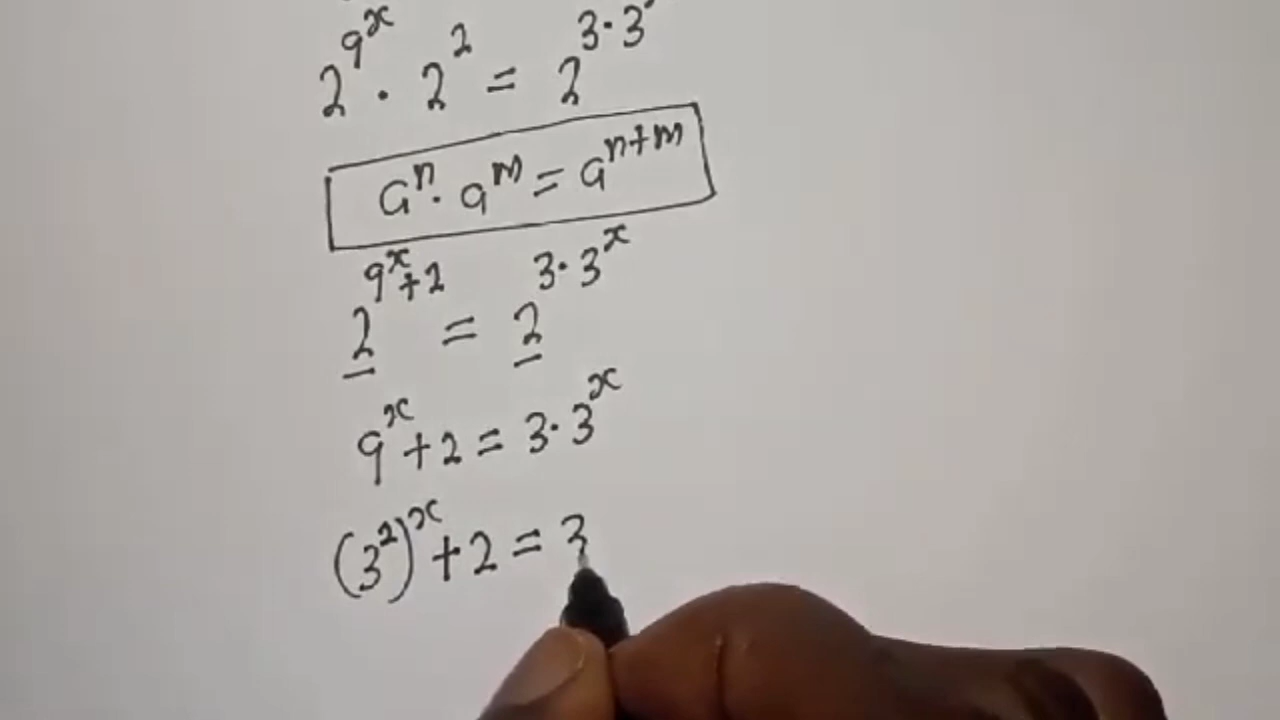 2^{9^x} · 2^2 = 2^{3·3^x}
a^n · a^m = a^{n+m}
2^{9^x+2} = 2^{3·3^x}
9^x + 2 = 3·3^x
(3^2)^x + 2 = 3